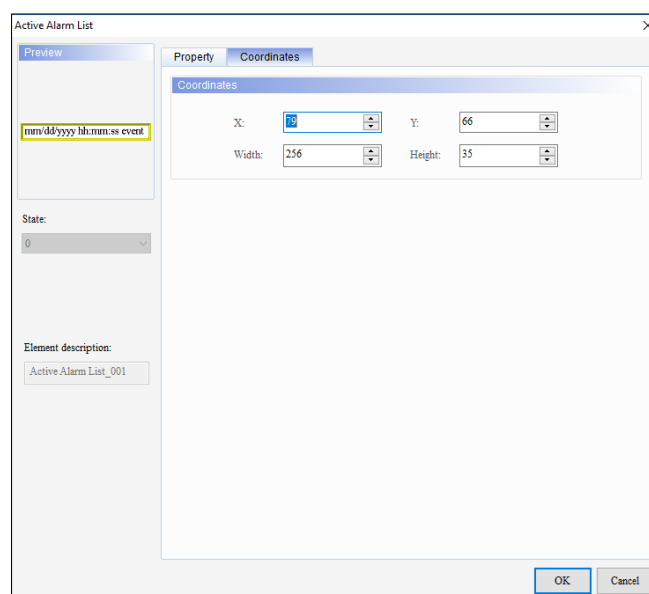 Active Alarm List
Preview
mm/dd/yyyy hh:mm:ss event
State:
0
Element description:
Active Alarm List_001
Property Coordinates
Coordinates
X: 79 Y: 66
Width: 256 Height: 35
OK Cancel